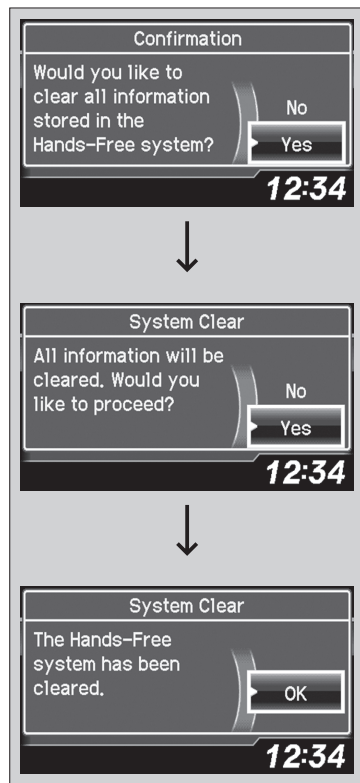 Confirmation
Would you like to
clear all information
stored in the
Hands-Free system?
No
Yes
12:34
System Clear
All information will be
cleared. Would you
like to proceed?
No
Yes
12:34
System Clear
The Hands-Free
system has been
cleared.
OK
12:34